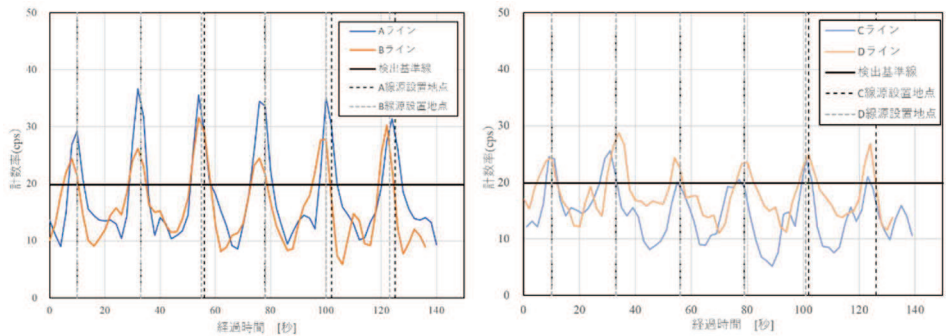 50
40
30
20
10
0
計数率(cps)
0 20 40 60 80 100 120 140
経過時間 [秒]
Aライン
Bライン
検出基準線
A線源設置地点
B線源設置地点
50
40
30
20
10
0
計数率(cps)
0 20 40 60 80 100 120 140
経過時間 [秒]
Cライン
Dライン
検出基準線
C線源設置地点
D線源設置地点